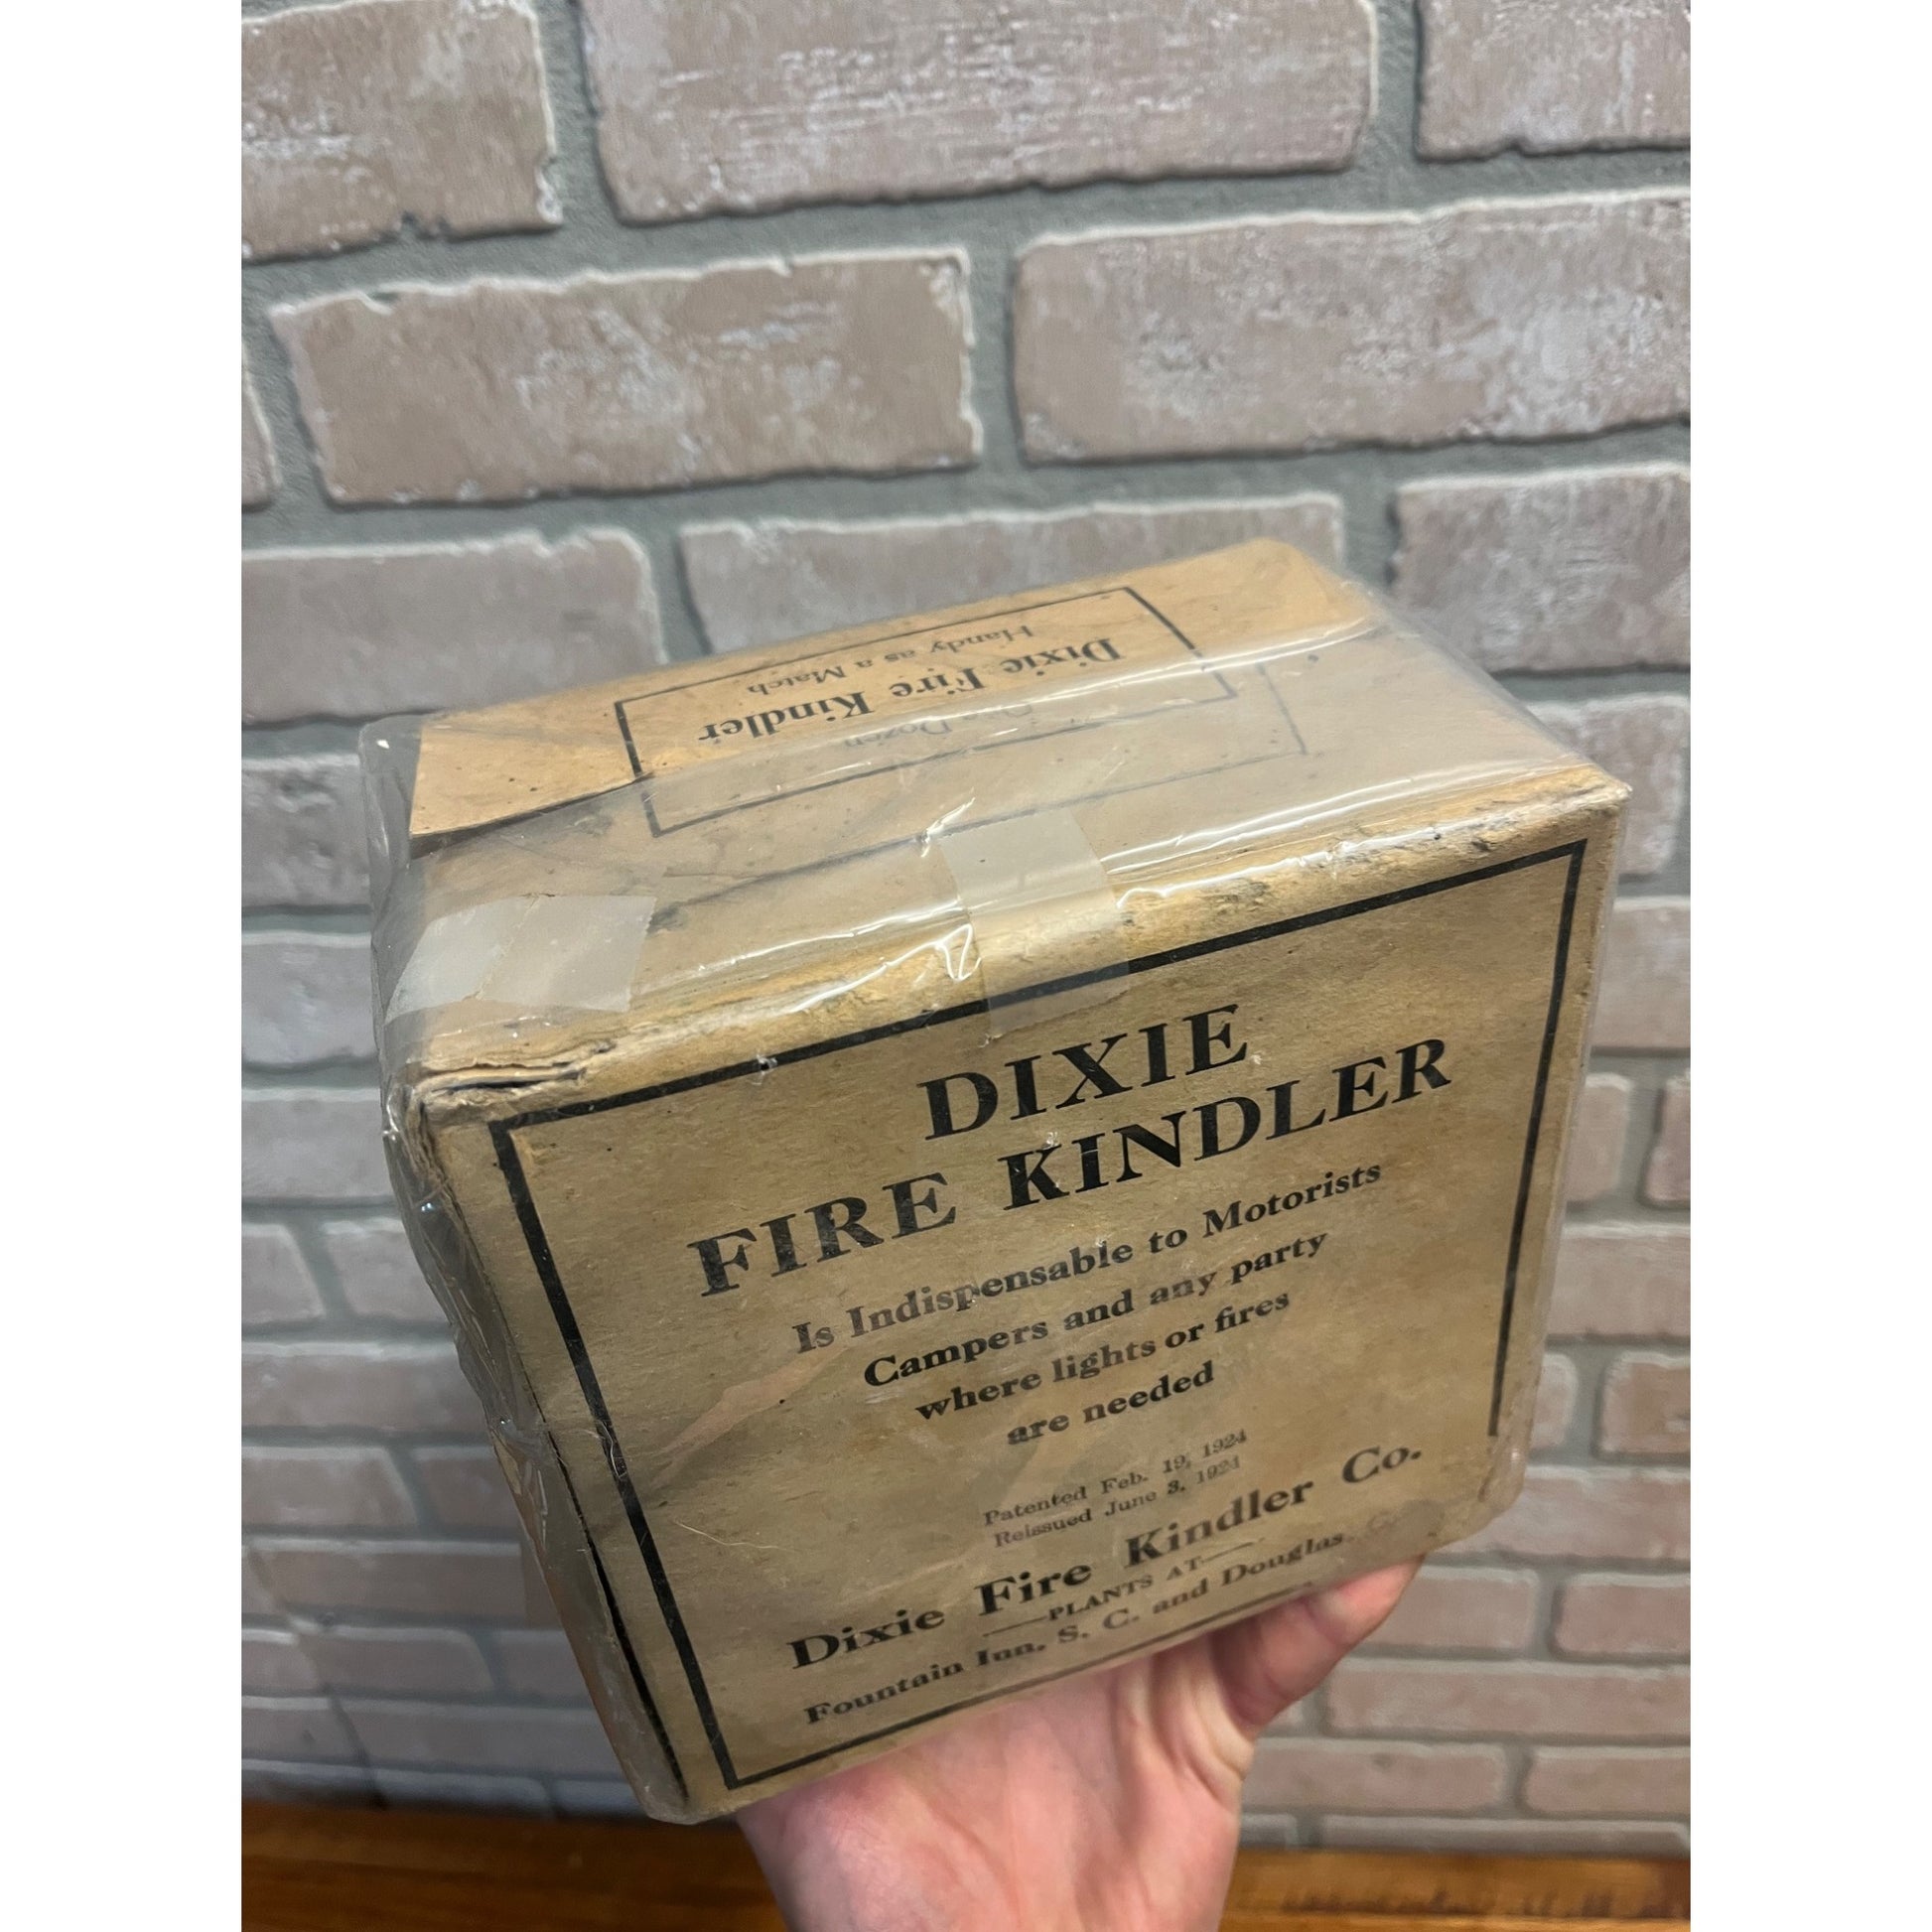 Dixie Fire Kindler
Handy as a Match
Dozen
DIXIE
FIRE KINDLER
Is Indispensable to Motorists
Campers and any party
where lights or fires
are needed
Patented Feb. 19, 1924
Reissued June 3, 1924
Dixie Fire Kindler Co.
PLANTS AT
Fountain Inn, S. C. and Douglas,